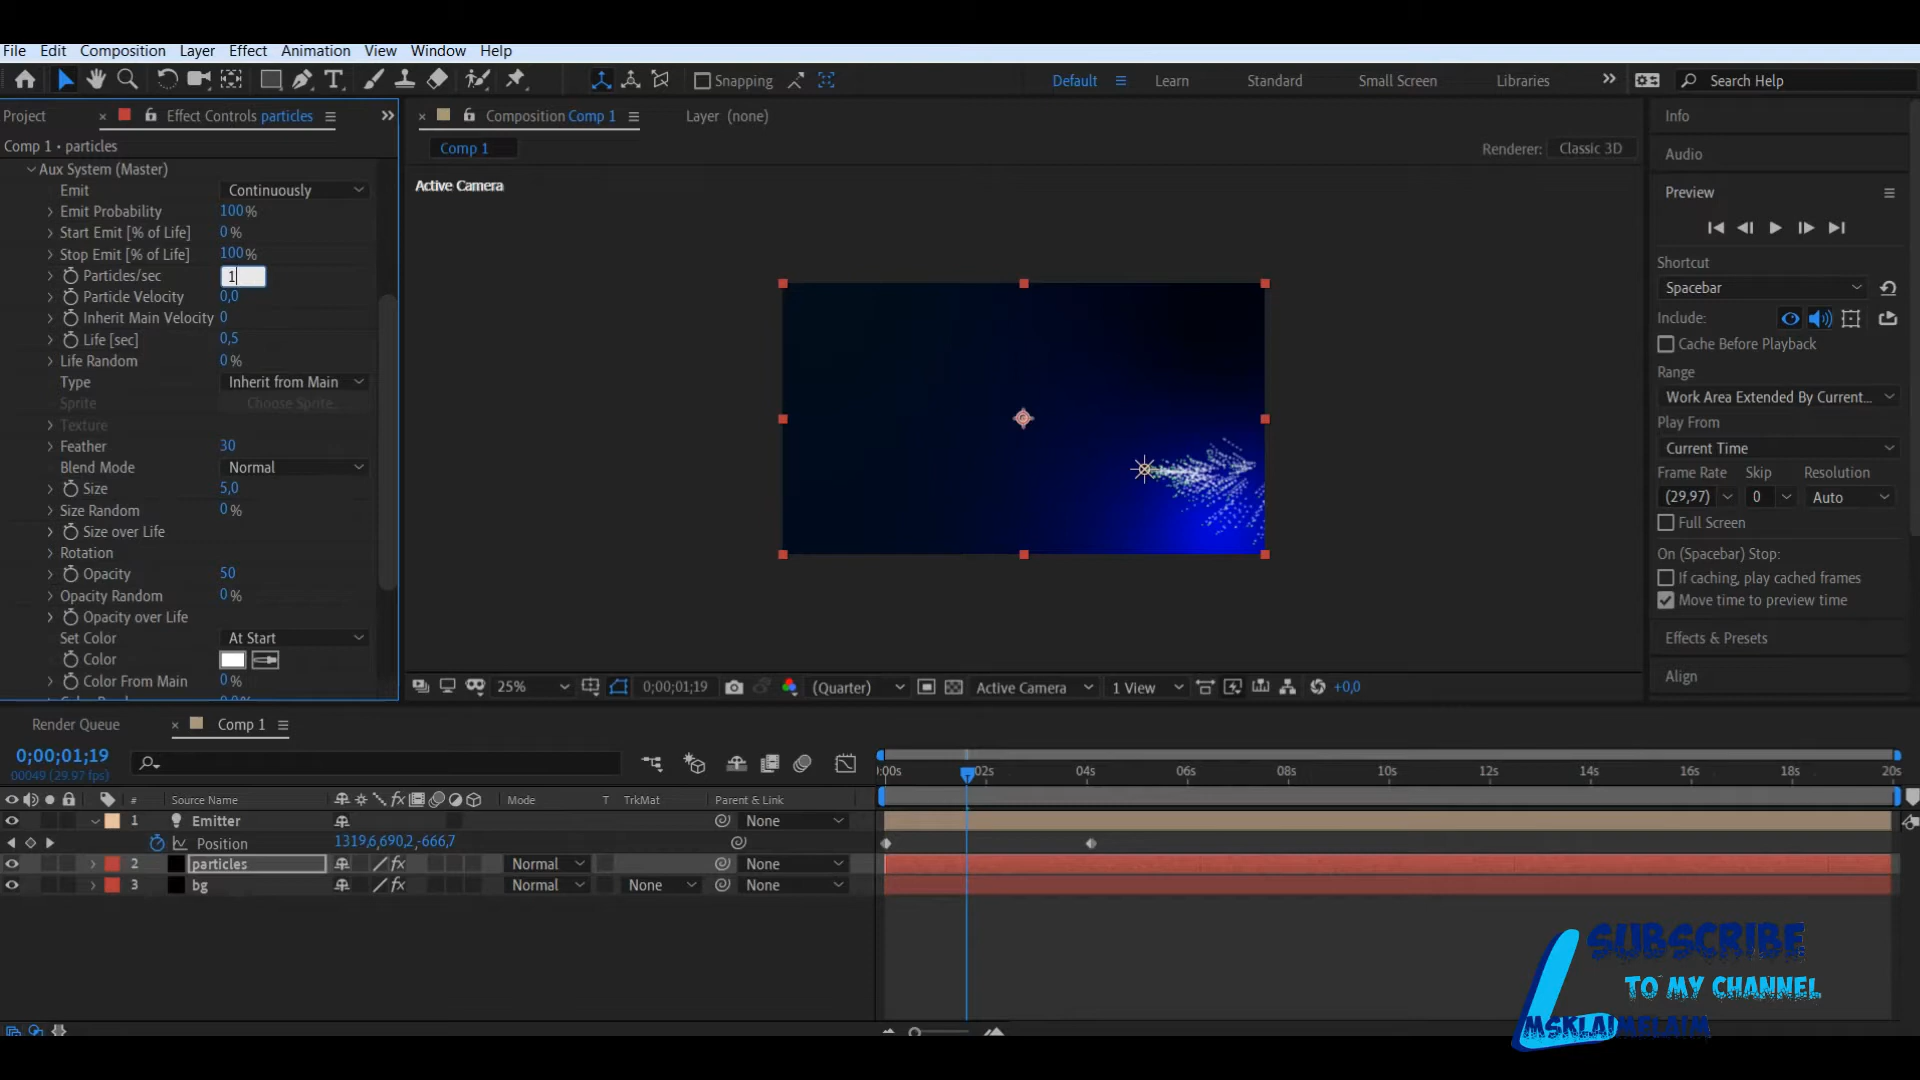 File Edit Composition Layer Effect Animation View Window Help
Snapping Default Learn Standard Small Screen Libraries Search Help
Project Effect Controls particles
Composition Comp 1 Layer (none)
Comp 1 • particles
Comp 1
Renderer: Classic 3D
Active Camera
Aux System (Master)
Emit Continuously
Emit Probability 100%
Start Emit [% of Life] 0%
Stop Emit [% of Life] 100%
Particles/sec 1
Particle Velocity 0,0
Inherit Main Velocity 0
Life [sec] 0,5
Life Random 0%
Type Inherit from Main
Sprite Choose Sprite...
Texture
Feather 30
Blend Mode Normal
Size 5,0
Size Random 0%
Size over Life
Rotation
Opacity 50
Opacity Random 0%
Opacity over Life
Set Color At Start
Color
Color From Main 0%
25% 0;00;01;19 (Quarter) Active Camera 1 View +0,0
Info
Audio
Preview
Shortcut
Spacebar
Include:
Cache Before Playback
Range
Work Area Extended By Current...
Play From
Current Time
Frame Rate Skip Resolution
(29,97) 0 Auto
Full Screen
On (Spacebar) Stop:
If caching, play cached frames
Move time to preview time
Effects & Presets
Align
Render Queue Comp 1
0;00;01;19
00049 (29.97 fps)
:00s 02s 04s 06s 08s 10s 12s 14s 16s 18s 20s
# Source Name Mode T TrkMat Parent & Link
1 Emitter None
Position 1319,6,690,2,-666,7
2 particles Normal None
3 bg Normal None None
SUBSCRIBE
TO MY CHANNEL